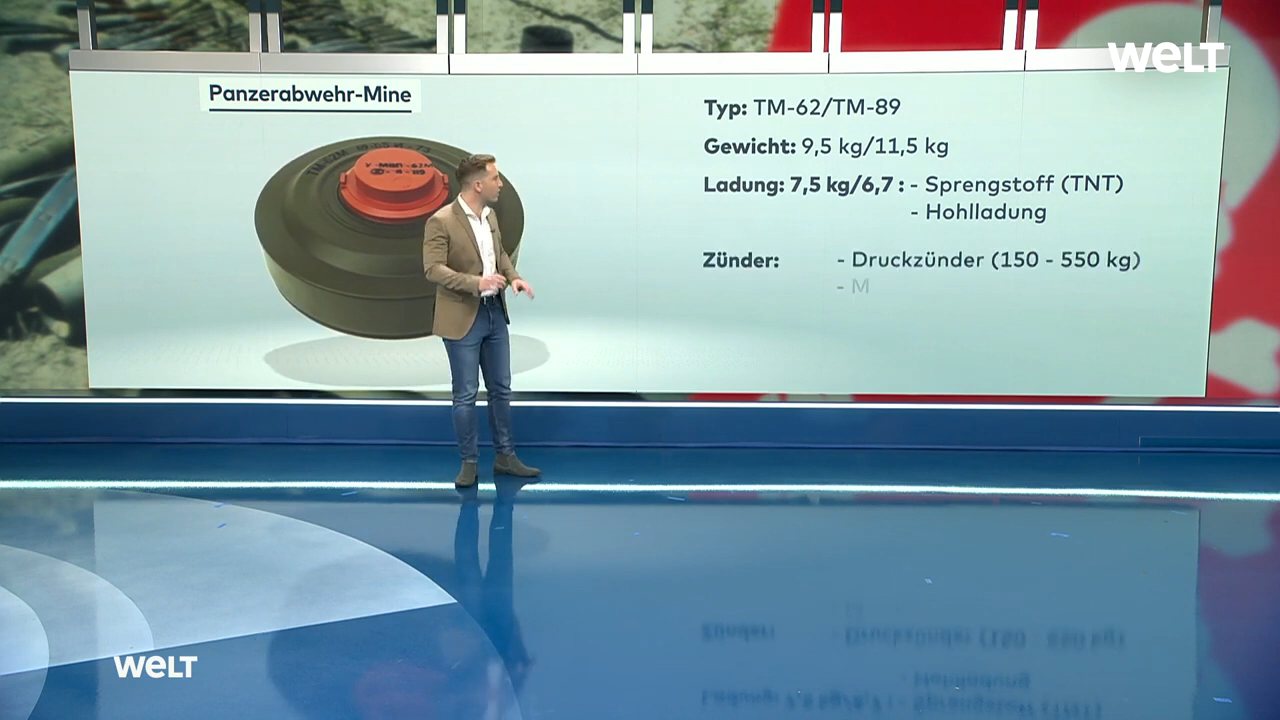 WELT
Panzerabwehr-Mine
Typ: TM-62/TM-89
Gewicht: 9,5 kg/11,5 kg
Ladung: 7,5 kg/6,7 : - Sprengstoff (TNT)
- Hohlladung
Zünder: - Druckzünder (150 - 550 kg)
- M
WELT